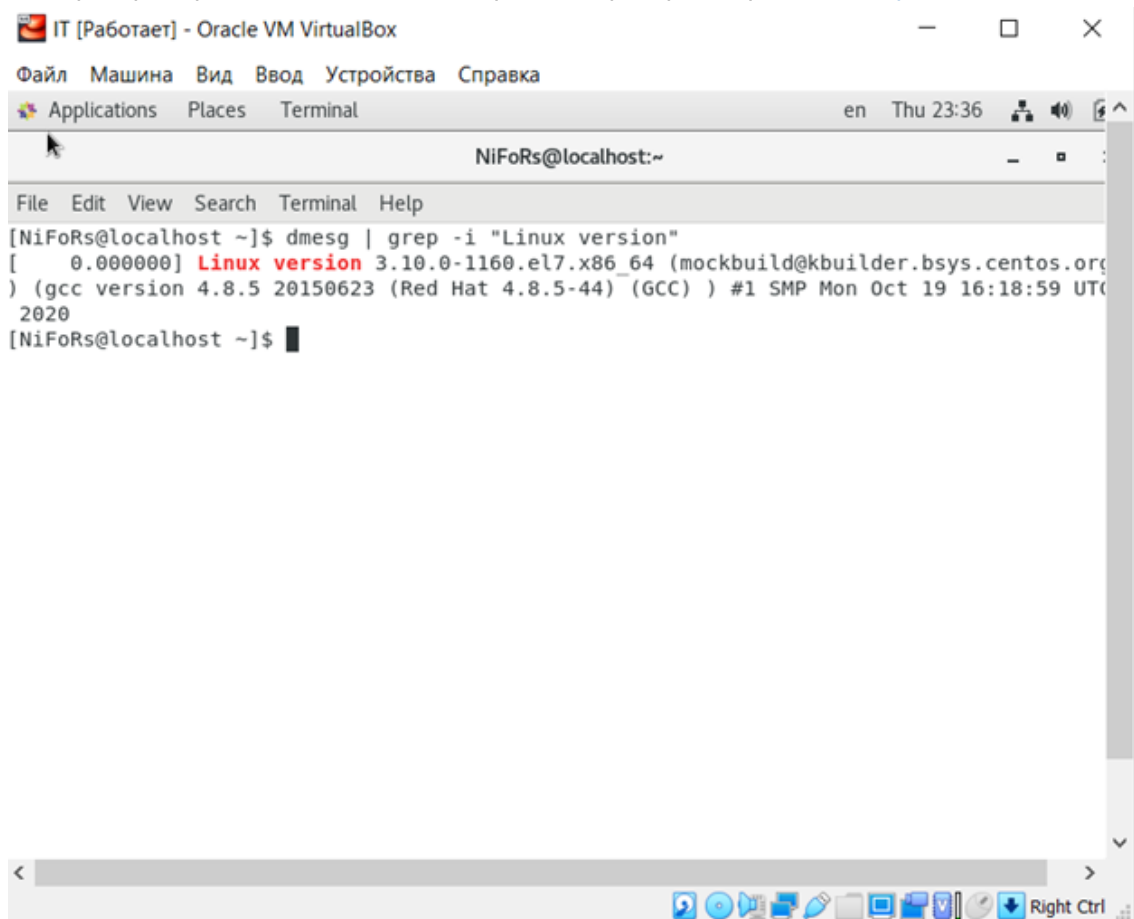 IT [Работает] - Oracle VM VirtualBox
Файл Машина Вид Ввод Устройства Справка
Applications Places Terminal en Thu 23:36
NiFoRs@localhost:~
File Edit View Search Terminal Help
[NiFoRs@localhost ~]$ dmesg | grep -i "Linux version"
[    0.000000] Linux version 3.10.0-1160.el7.x86_64 (mockbuild@kbuilder.bsys.centos.org
) (gcc version 4.8.5 20150623 (Red Hat 4.8.5-44) (GCC) ) #1 SMP Mon Oct 19 16:18:59 UTC
2020
[NiFoRs@localhost ~]$
Right Ctrl